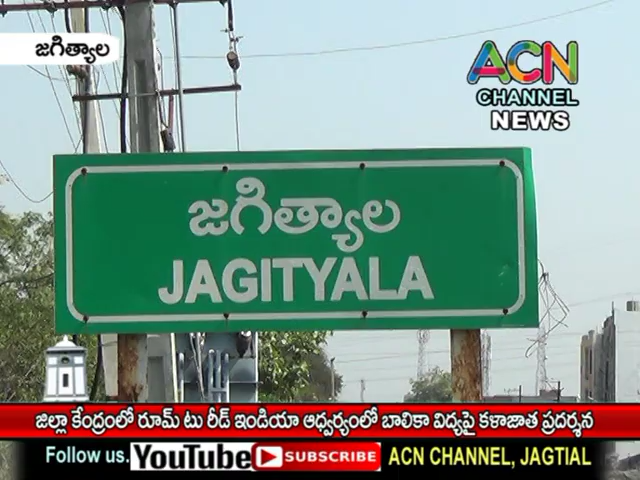 జగిత్యాల
ACN
CHANNEL
NEWS
జగిత్యాల
JAGITYALA
జిల్లా కేంద్రంలో రూమ్ టు రీడ్ ఇండియా ఆధ్వర్యంలో బాలికా విద్యపై కళాజాత ప్రదర్శన
Follow us. YouTube SUBSCRIBE ACN CHANNEL, JAGTIAL